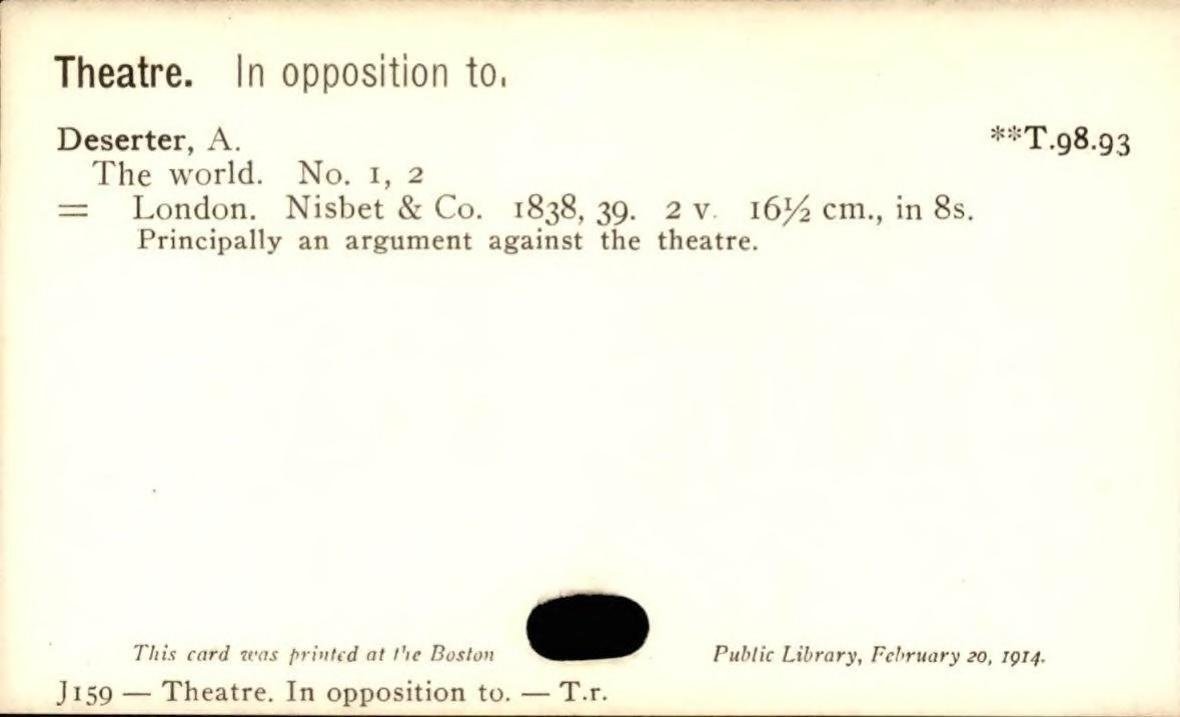 Theatre. In opposition to.
Deserter, A. **T.98.93
The world. No. 1, 2
= London. Nisbet & Co. 1838, 39. 2 v. 16½ cm., in 8s.
Principally an argument against the theatre.
This card was printed at the Boston Public Library, February 20, 1914.
J159 — Theatre. In opposition to. — T.r.